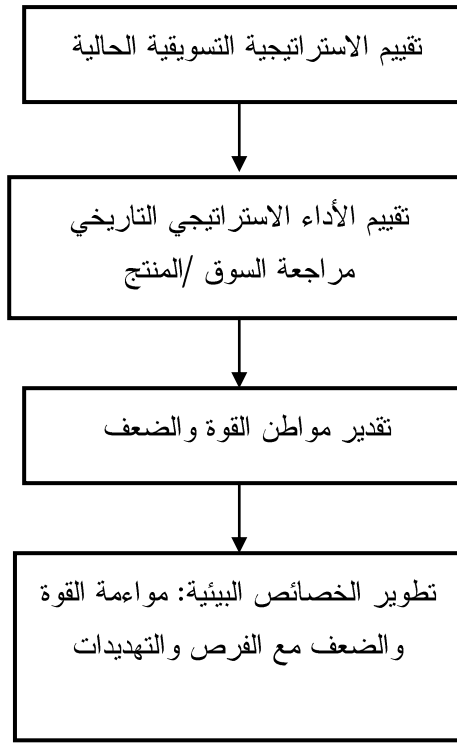 تقييم الاستراتيجية التسويقية الحالية
تقييم الأداء الاستراتيجي التاريخي
مراجعة السوق /المنتج
تقدير مواطن القوة والضعف
تطوير الخصائص البيئية: مواءمة القوة
والضعف مع الفرص والتهديدات